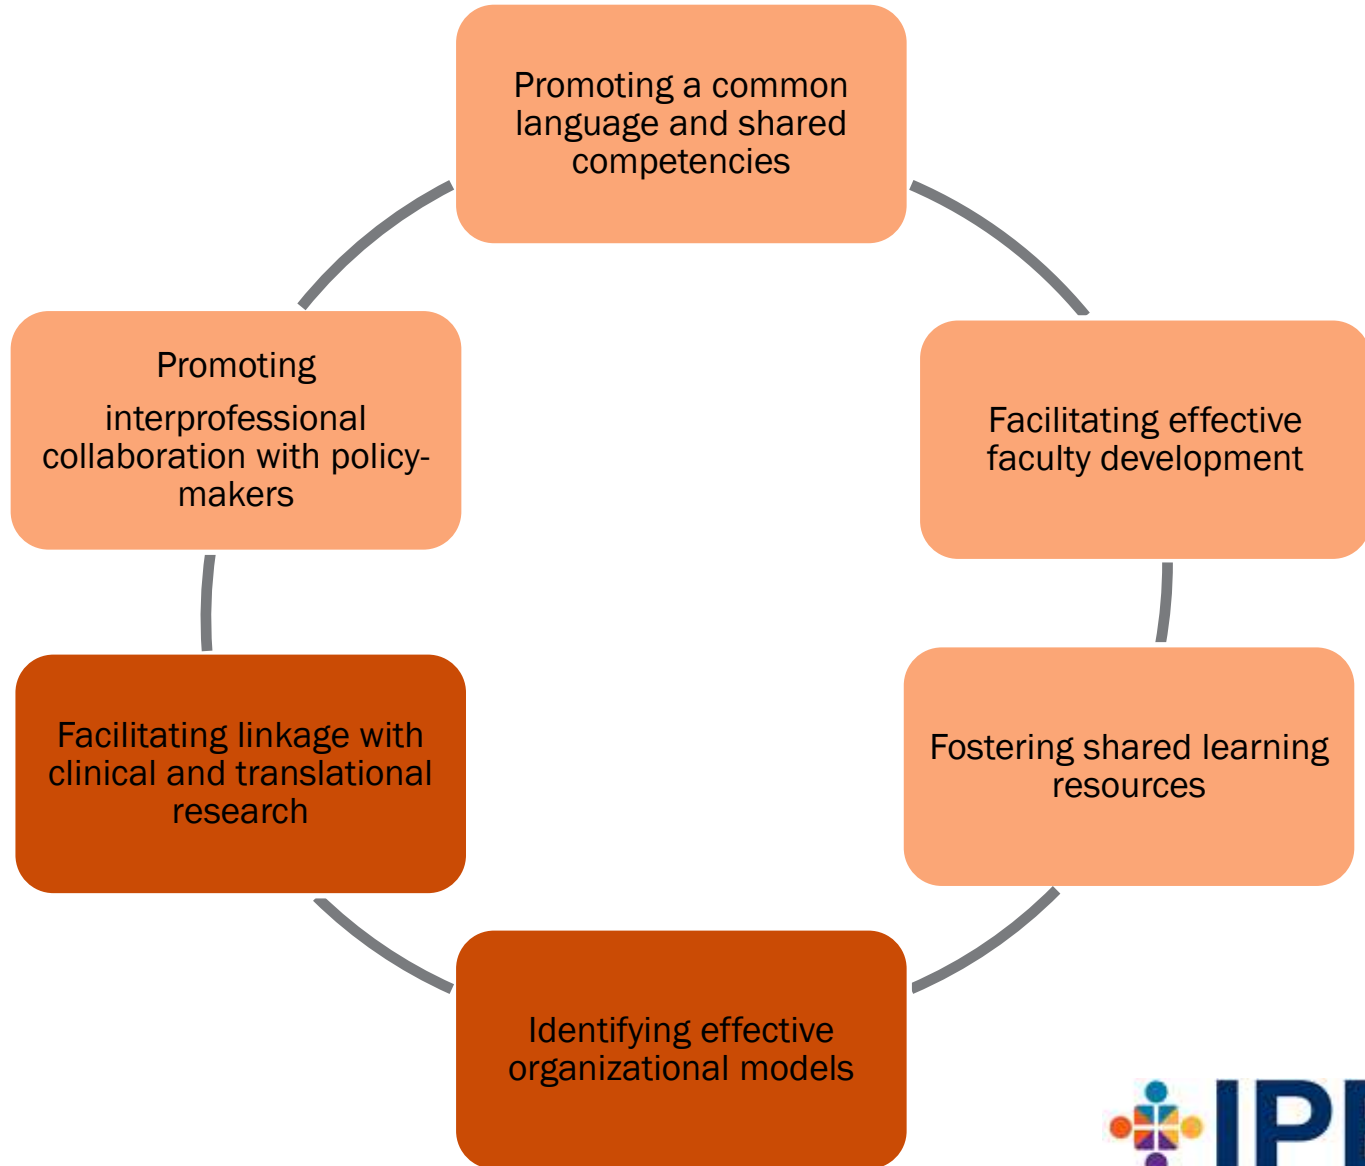 Promoting a common
language and shared
competencies
Promoting
interprofessional
collaboration with policy-
makers
Facilitating effective
faculty development
Facilitating linkage with
clinical and translational
research
Fostering shared learning
resources
Identifying effective
organizational models